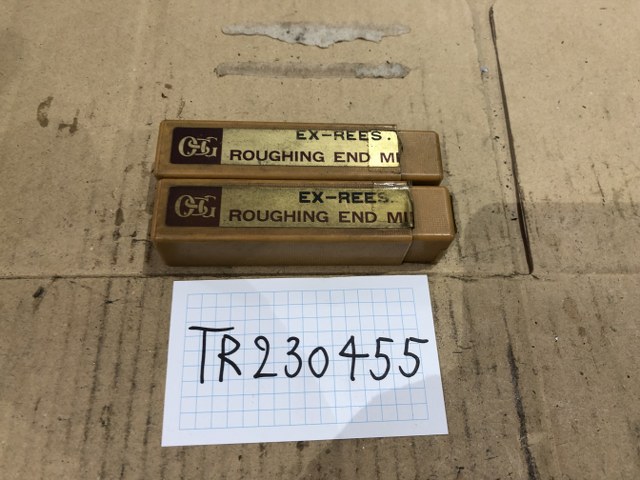 OSG
EX-REES.
ROUGHING END MI
OSG
EX-REES.
ROUGHING END MI
TR230455